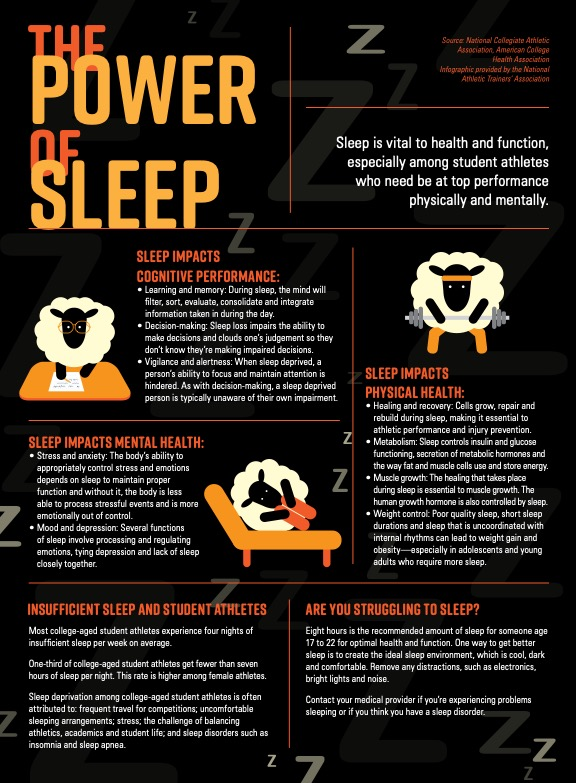 THE
POWER
OF
SLEEP
Source: National Collegiate Athletic
Association, American College
Health Association
Infographic provided by the National
Athletic Trainers' Association
Sleep is vital to health and function,
especially among student athletes
who need be at top performance
physically and mentally.
SLEEP IMPACTS
COGNITIVE PERFORMANCE:
• Learning and memory: During sleep, the mind will
filter, sort, evaluate, consolidate and integrate
information taken in during the day.
• Decision-making: Sleep loss impairs the ability to
make decisions and clouds one's judgement so they
don't know they're making impaired decisions.
• Vigilance and alertness: When sleep deprived, a
person's ability to focus and maintain attention is
hindered. As with decision-making, a sleep deprived
person is typically unaware of their own impairment.
SLEEP IMPACTS MENTAL HEALTH:
• Stress and anxiety: The body's ability to
appropriately control stress and emotions
depends on sleep to maintain proper
function and without it, the body is less
able to process stressful events and is more
emotionally out of control.
• Mood and depression: Several functions
of sleep involve processing and regulating
emotions, tying depression and lack of sleep
closely together.
SLEEP IMPACTS
PHYSICAL HEALTH:
• Healing and recovery: Cells grow, repair and
rebuild during sleep, making it essential to
athletic performance and injury prevention.
• Metabolism: Sleep controls insulin and glucose
functioning, secretion of metabolic hormones and
the way fat and muscle cells use and store energy.
• Muscle growth: The healing that takes place
during sleep is essential to muscle growth. The
human growth hormone is also controlled by sleep.
• Weight control: Poor quality sleep, short sleep
durations and sleep that is uncoordinated with
internal rhythms can lead to weight gain and
obesity—especially in adolescents and young
adults who require more sleep.
INSUFFICIENT SLEEP AND STUDENT ATHLETES
Most college-aged student athletes experience four nights of
insufficient sleep per week on average.
One-third of college-aged student athletes get fewer than seven
hours of sleep per night. This rate is higher among female athletes.
Sleep deprivation among college-aged student athletes is often
attributed to: frequent travel for competitions; uncomfortable
sleeping arrangements; stress; the challenge of balancing
athletics, academics and student life; and sleep disorders such as
insomnia and sleep apnea.
ARE YOU STRUGGLING TO SLEEP?
Eight hours is the recommended amount of sleep for someone age
17 to 22 for optimal health and function. One way to get better
sleep is to create the ideal sleep environment, which is cool, dark
and comfortable. Remove any distractions, such as electronics,
bright lights and noise.
Contact your medical provider if you're experiencing problems
sleeping or if you think you have a sleep disorder.